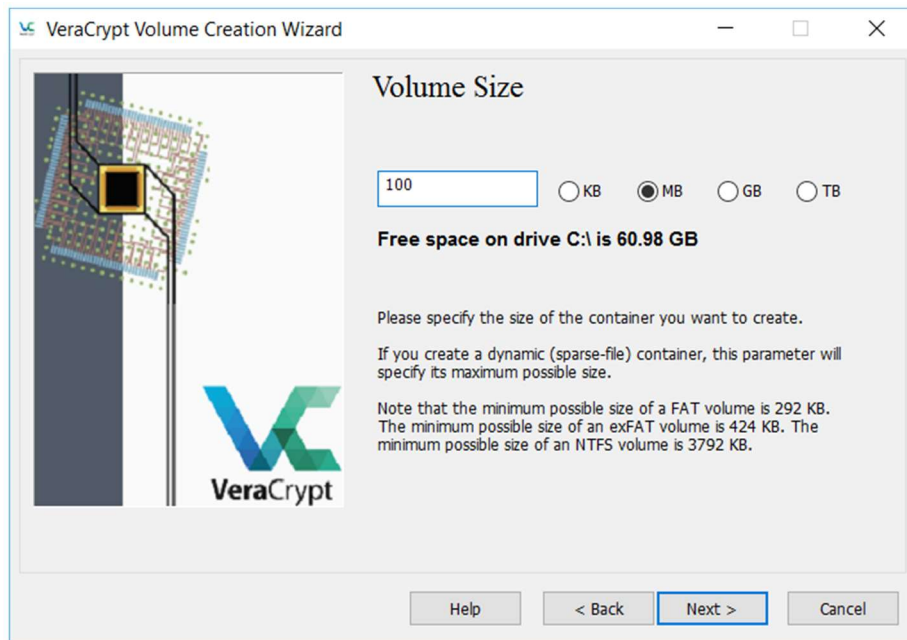 VeraCrypt Volume Creation Wizard
Volume Size
100
KB MB GB TB
Free space on drive C:\ is 60.98 GB
Please specify the size of the container you want to create.
If you create a dynamic (sparse-file) container, this parameter will
specify its maximum possible size.
Note that the minimum possible size of a FAT volume is 292 KB.
The minimum possible size of an exFAT volume is 424 KB. The
minimum possible size of an NTFS volume is 3792 KB.
VeraCrypt
Help < Back Next > Cancel